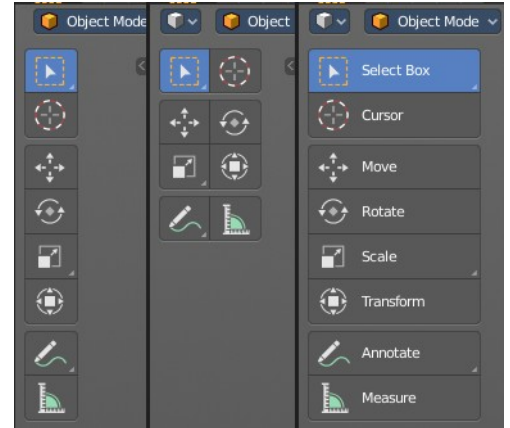 Object Mode
Object
Object Mode
Select Box
Cursor
Move
Rotate
Scale
Transform
Annotate
Measure